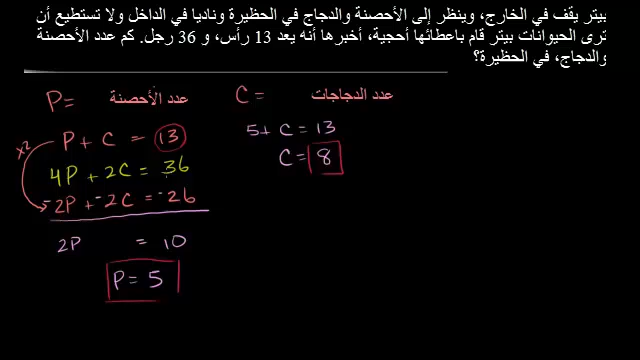 بيتر يقف في الخارج، وينظر إلى الأحصنة والدجاج في الحظيرة وناديا في الداخل ولا تستطيع أن
ترى الحيوانات بيتر قام باعطائها أحجية، أخبرها أنه يعد 13 رأس، و 36 رجل. كم عدد الأحصنة
والدجاج، في الحظيرة؟
P= عدد الأحصنة
C= عدد الدجاجات
x2
P + C = 13
4P + 2C = 36
-2P + -2C = -26
2P = 10
P = 5
5 + C = 13
C = 8